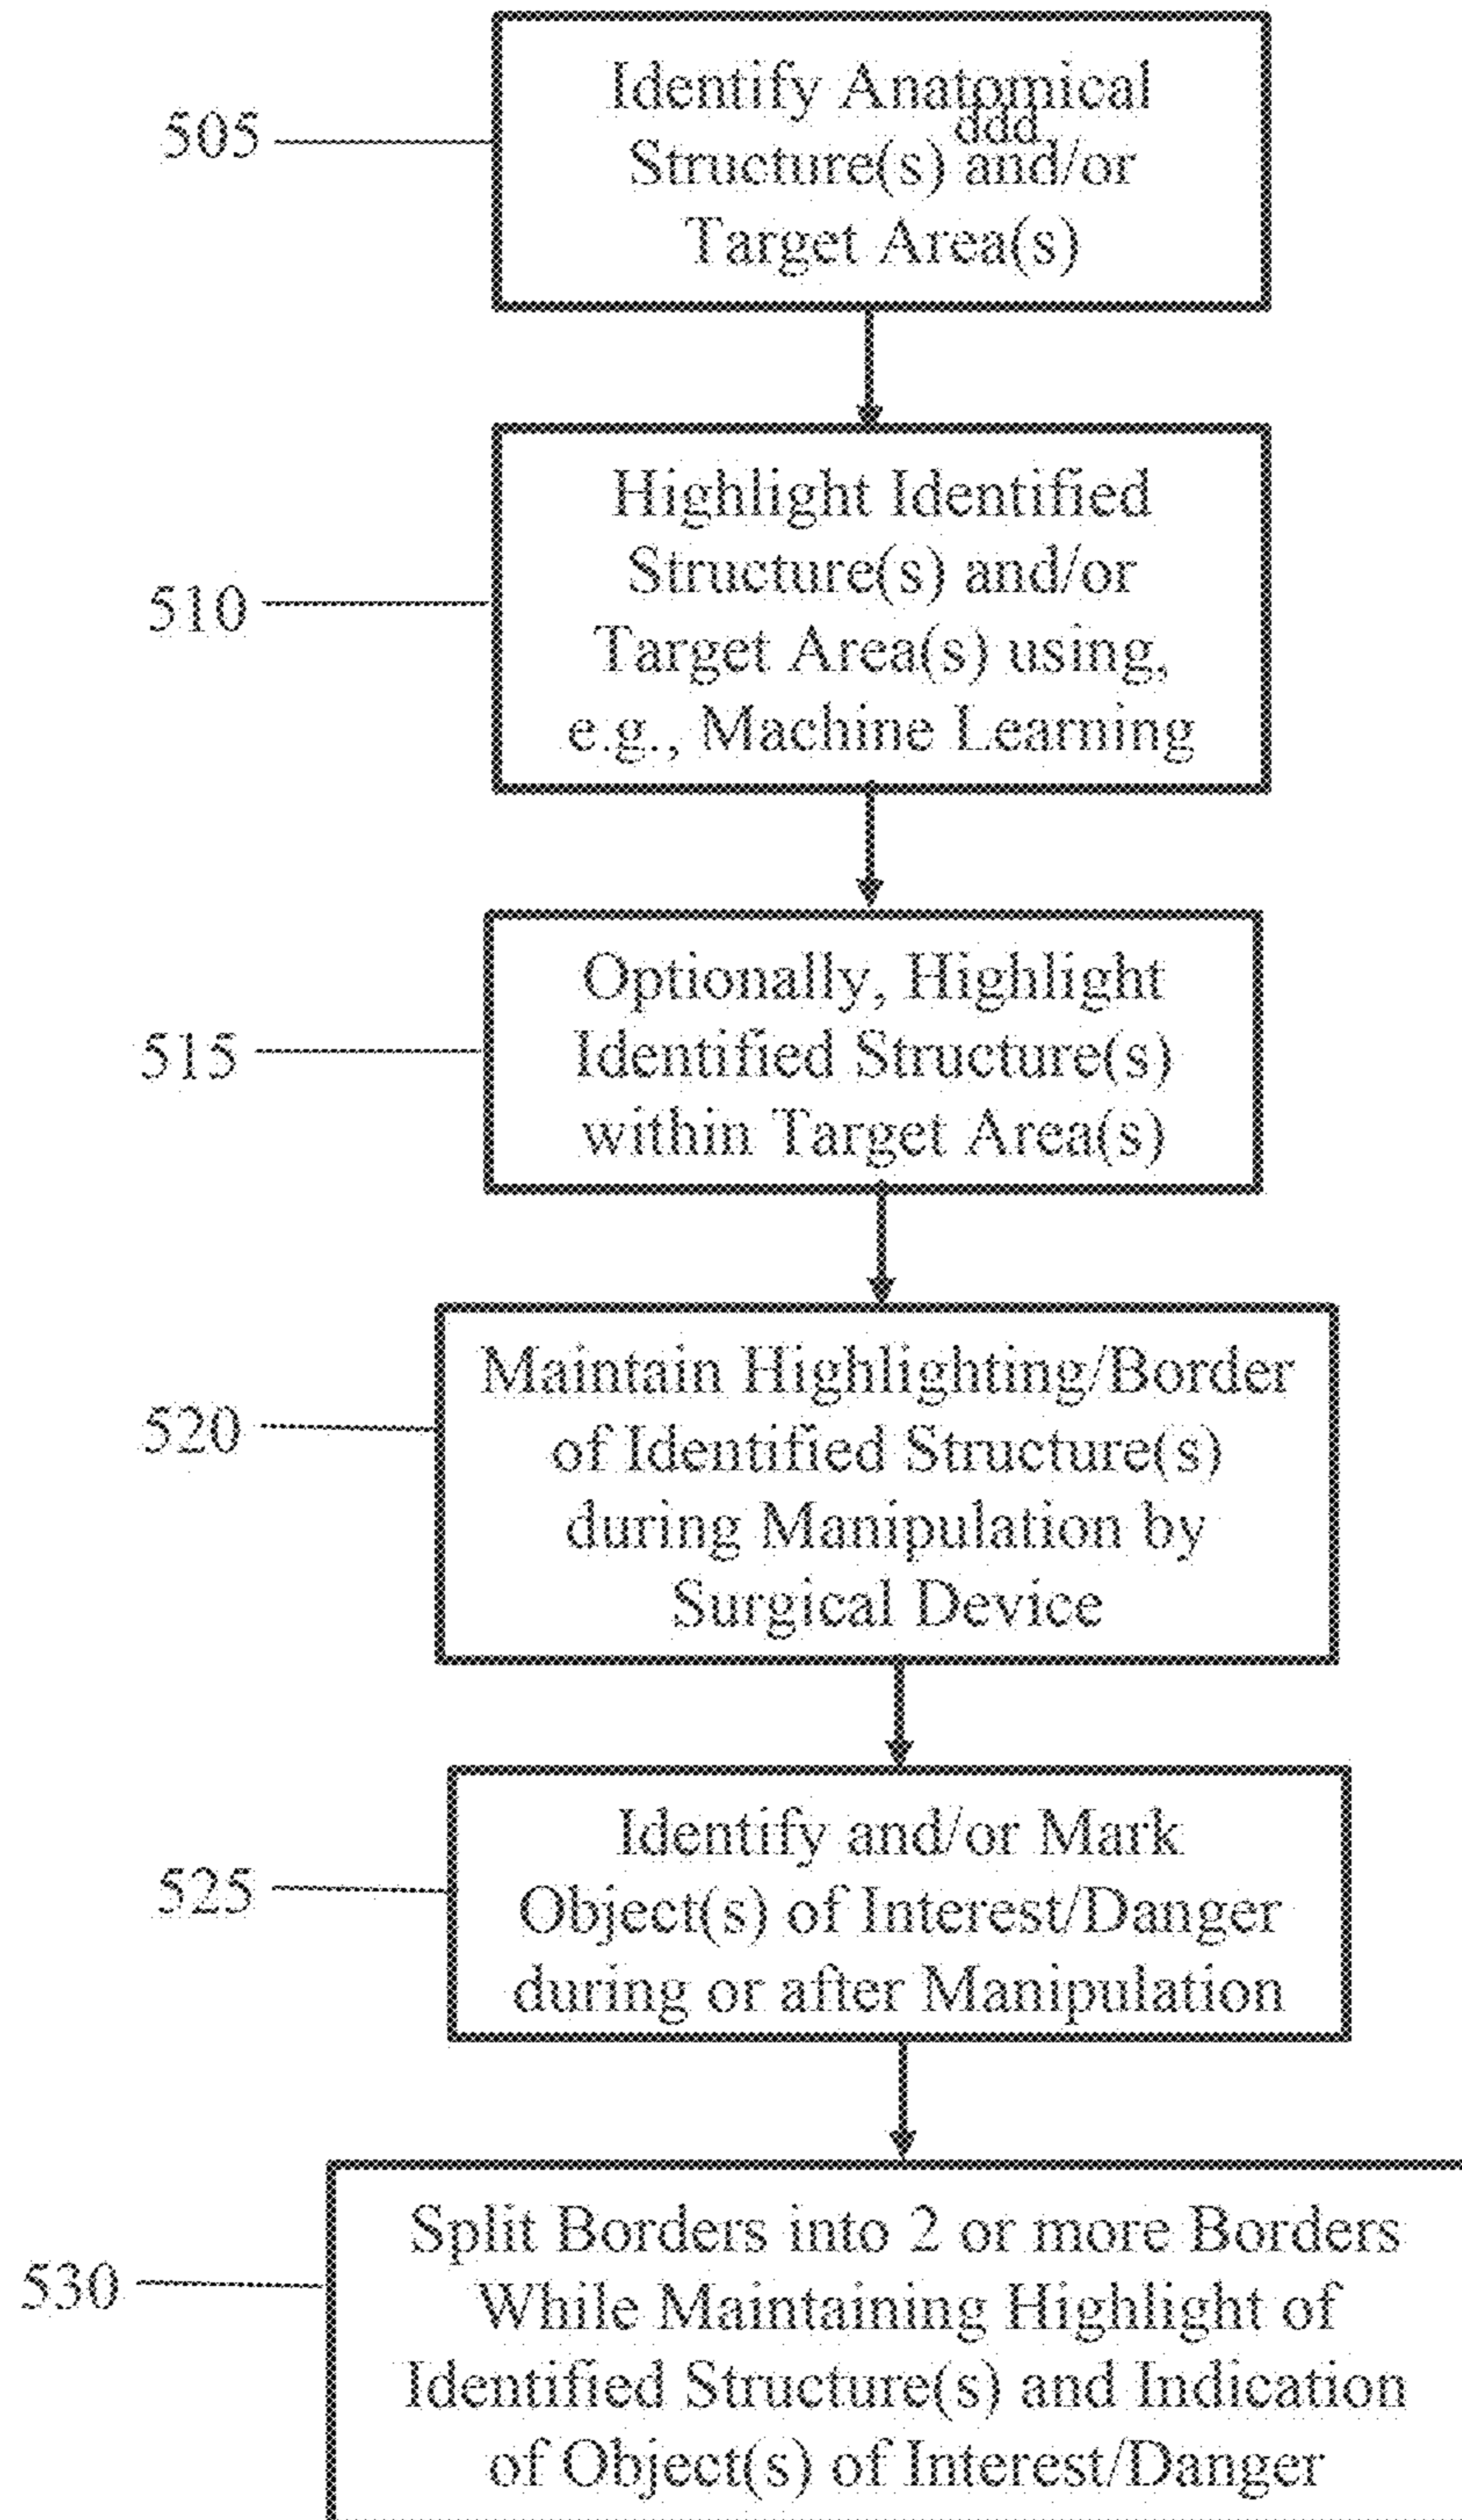 Identify Anatomical
ddd
505
Structure(s) and/or
Target Area(s)
Highlight Identified
Structure(s) and/or
510
Target Area(s) using,
e.g., Machine Learning
Optionally, Highlight
515
Identified Structure(s)
within Target Area(s)
Maintain Highlighting/Border
520
of Identified Structure(s)
during Manipulation by
Surgical Device
Identify and/or Mark
525
Object(s) of Interest/Danger
during or after Manipulation
Split Borders into 2 or more Borders
530
While Maintaining Highlight of
Identified Structure(s) and Indication
of Object(s) of Interest/Danger